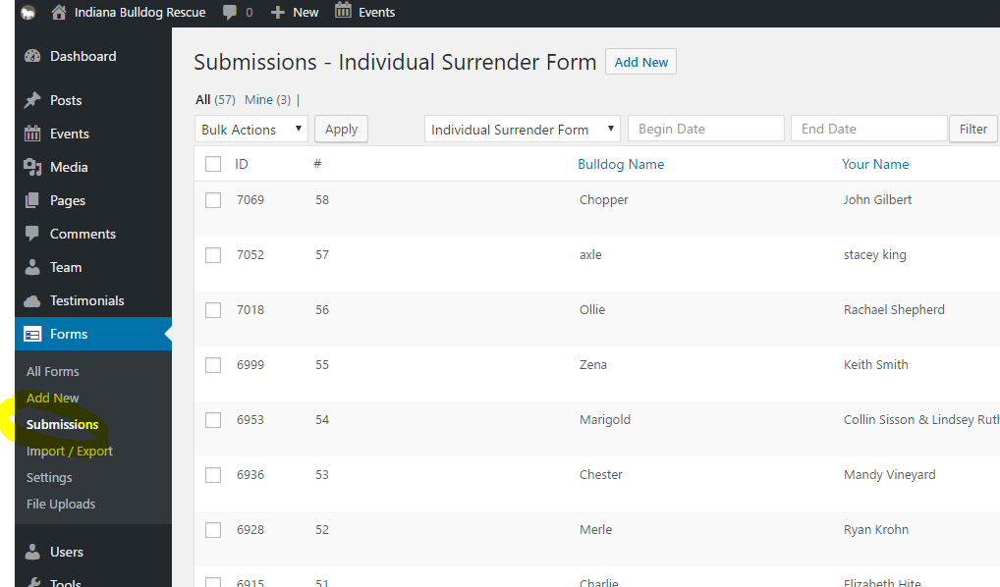 Indiana Bulldog Rescue 0 New Events
Dashboard
Posts
Events
Media
Pages
Comments
Team
Testimonials
Forms
All Forms
Add New
Submissions
Import / Export
Settings
File Uploads
Users
Tools
Submissions - Individual Surrender Form Add New
All (57) Mine (3) |
Bulk Actions Apply Individual Surrender Form Begin Date End Date Filter
ID # Bulldog Name Your Name
7069 58 Chopper John Gilbert
7052 57 axle stacey king
7018 56 Ollie Rachael Shepherd
6999 55 Zena Keith Smith
6953 54 Marigold Collin Sisson & Lindsey Ruth
6936 53 Chester Mandy Vineyard
6928 52 Merle Ryan Krohn
6915 51 Charlie Elizabeth Hite